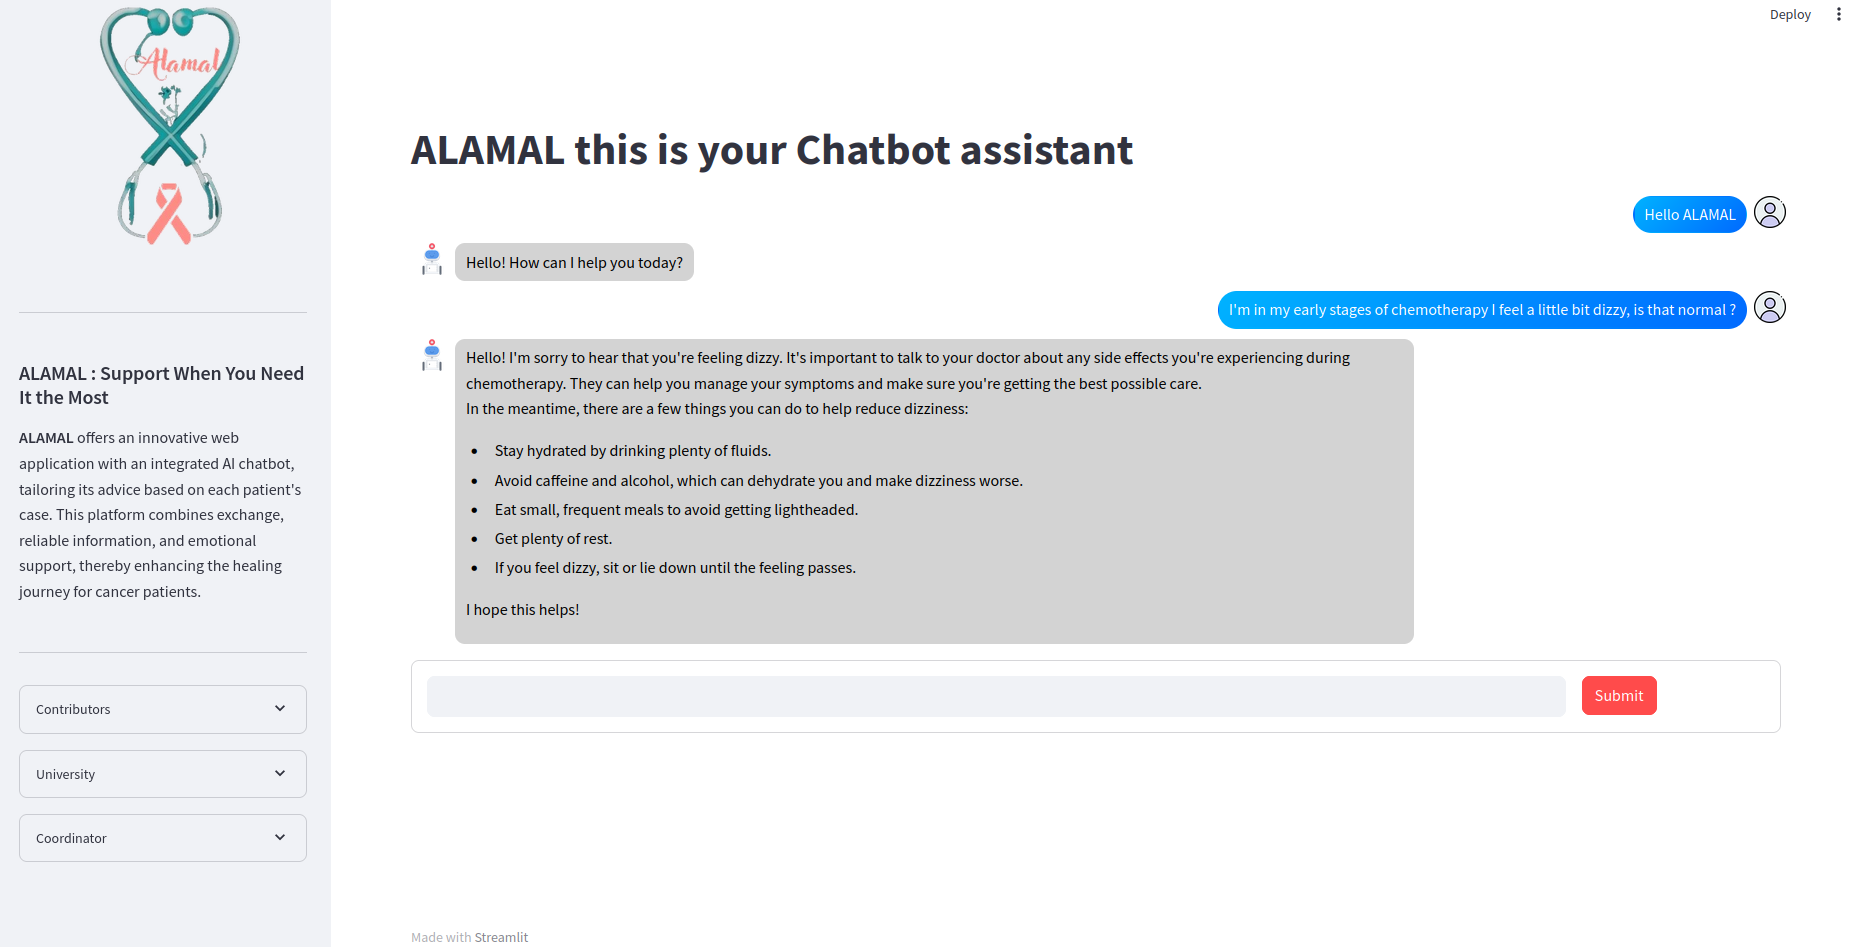 Alamal
ALAMAL : Support When You Need
It the Most
ALAMAL offers an innovative web
application with an integrated AI chatbot,
tailoring its advice based on each patient's
case. This platform combines exchange,
reliable information, and emotional
support, thereby enhancing the healing
journey for cancer patients.
Contributors
University
Coordinator
Deploy
ALAMAL this is your Chatbot assistant
Hello ALAMAL
Hello! How can I help you today?
I'm in my early stages of chemotherapy I feel a little bit dizzy, is that normal ?
Hello! I'm sorry to hear that you're feeling dizzy. It's important to talk to your doctor about any side effects you're experiencing during
chemotherapy. They can help you manage your symptoms and make sure you're getting the best possible care.
In the meantime, there are a few things you can do to help reduce dizziness:
• Stay hydrated by drinking plenty of fluids.
• Avoid caffeine and alcohol, which can dehydrate you and make dizziness worse.
• Eat small, frequent meals to avoid getting lightheaded.
• Get plenty of rest.
• If you feel dizzy, sit or lie down until the feeling passes.
I hope this helps!
Submit
Made with Streamlit